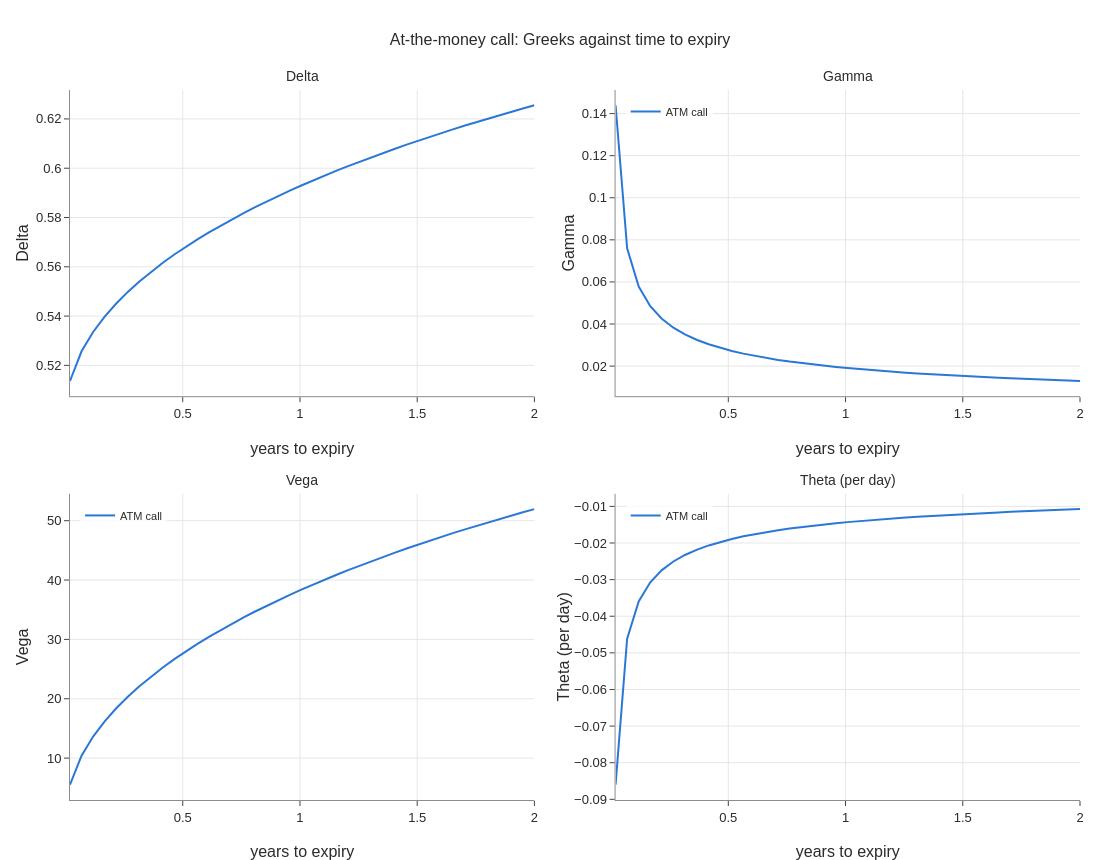 At-the-money call: Greeks against time to expiry
Delta
Delta
0.62
0.6
0.58
0.56
0.54
0.52
0.5
1
1.5
2
years to expiry
Gamma
Gamma
ATM call
0.14
0.12
0.1
0.08
0.06
0.04
0.02
0.5
1
1.5
2
years to expiry
Vega
Vega
ATM call
50
40
30
20
10
0.5
1
1.5
2
years to expiry
Theta (per day)
Theta (per day)
ATM call
−0.01
−0.02
−0.03
−0.04
−0.05
−0.06
−0.07
−0.08
−0.09
0.5
1
1.5
2
years to expiry